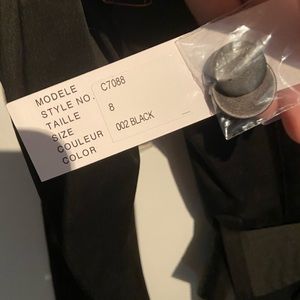 MODELE
STYLE NO. C7088
TAILLE
SIZE 8
COULEUR
COLOR 002 BLACK